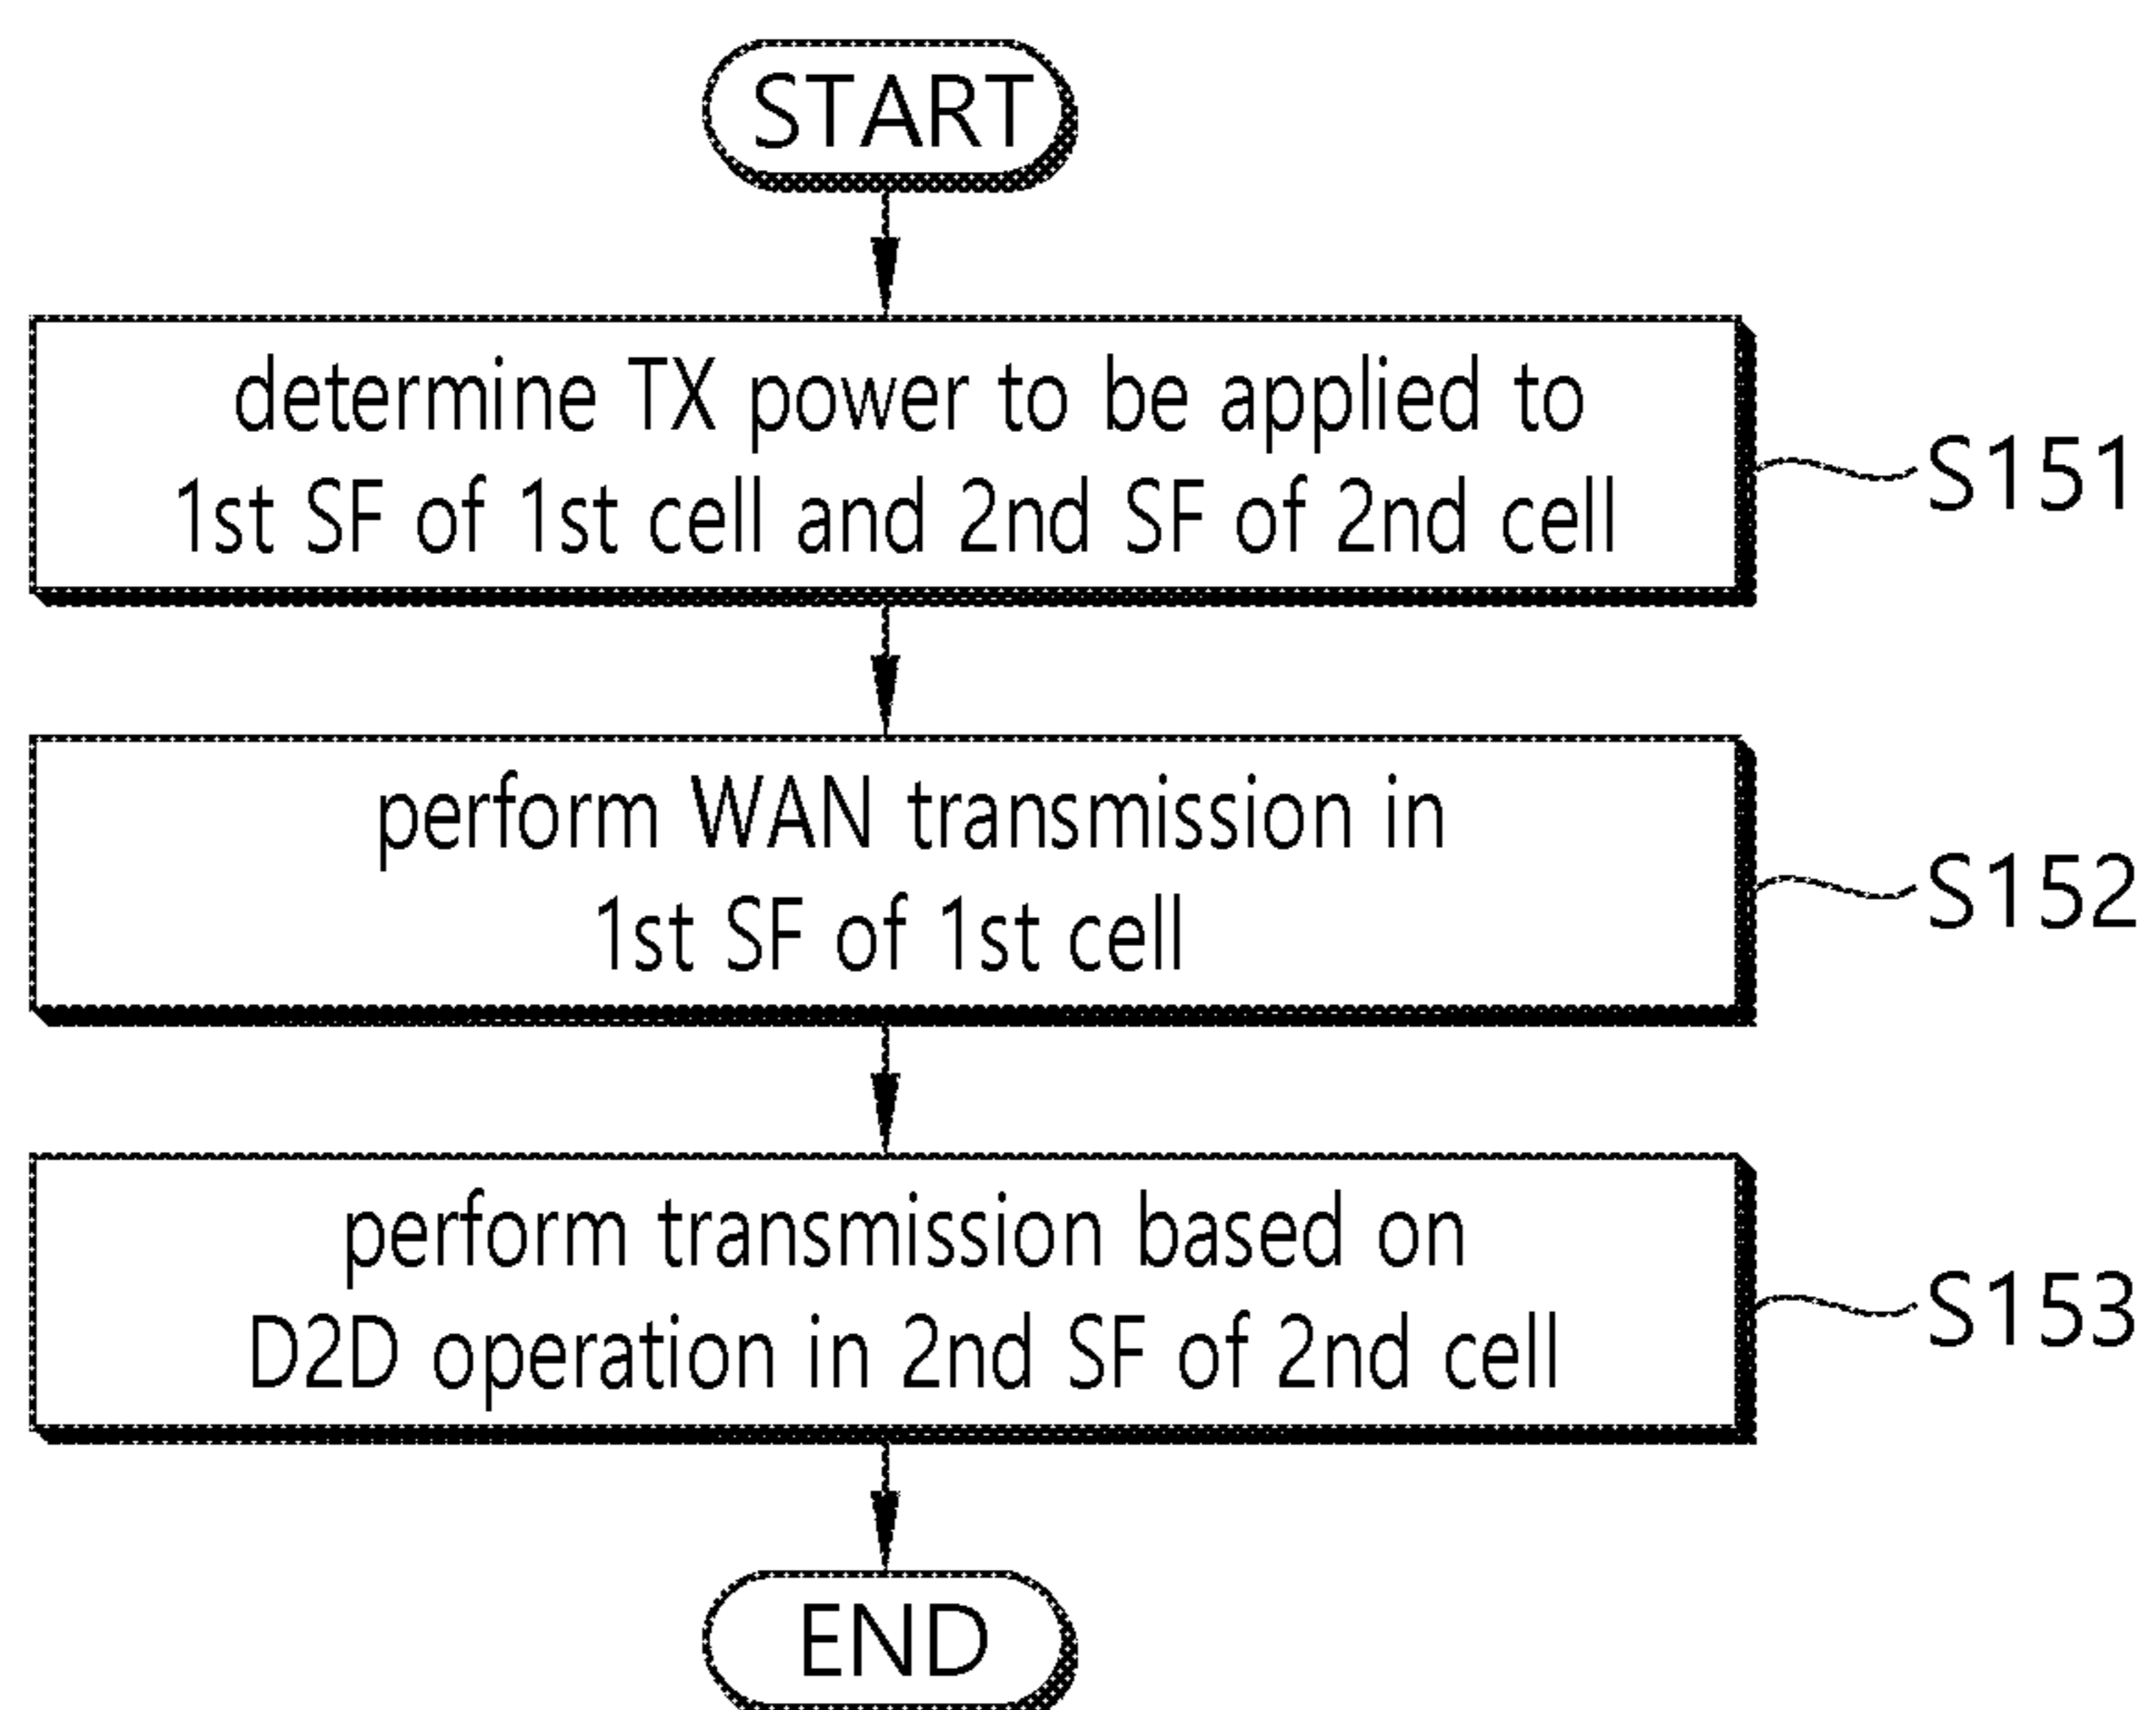 START
determine TX power to be applied to
1st SF of 1st cell and 2nd SF of 2nd cell
S151
perform WAN transmission in
1st SF of 1st cell
S152
perform transmission based on
D2D operation in 2nd SF of 2nd cell
S153
END